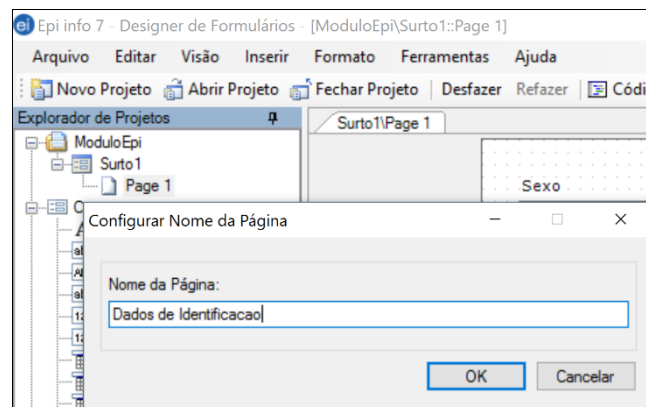 ei Epi info 7 - Designer de Formulários - [ModuloEpi\Surto1::Page 1]
Arquivo Editar Visão Inserir Formato Ferramentas Ajuda
Novo Projeto Abrir Projeto Fechar Projeto Desfazer Refazer Códi
Explorador de Projetos Surto1\Page 1
ModuloEpi
Surto1
Page 1 Sexo
Configurar Nome da Página
Nome da Página:
Dados de Identificacao
OK Cancelar